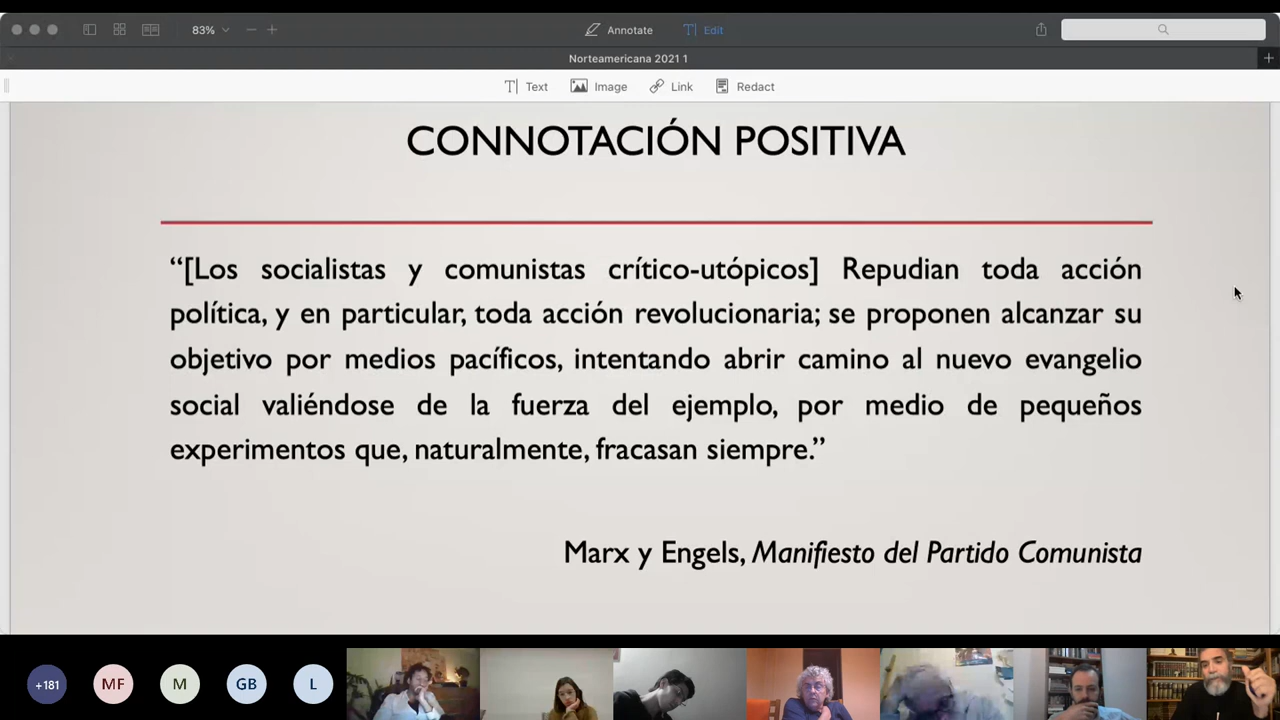 83%
Annotate
Edit
Norteamericana 2021 1
Text
Image
Link
Redact
CONNOTACIÓN POSITIVA
“[Los socialistas y comunistas crítico-utópicos] Repudian toda acción
política, y en particular, toda acción revolucionaria; se proponen alcanzar su
objetivo por medios pacíficos, intentando abrir camino al nuevo evangelio
social valiéndose de la fuerza del ejemplo, por medio de pequeños
experimentos que, naturalmente, fracasan siempre.”
Marx y Engels, Manifiesto del Partido Comunista
+181
MF
M
GB
L